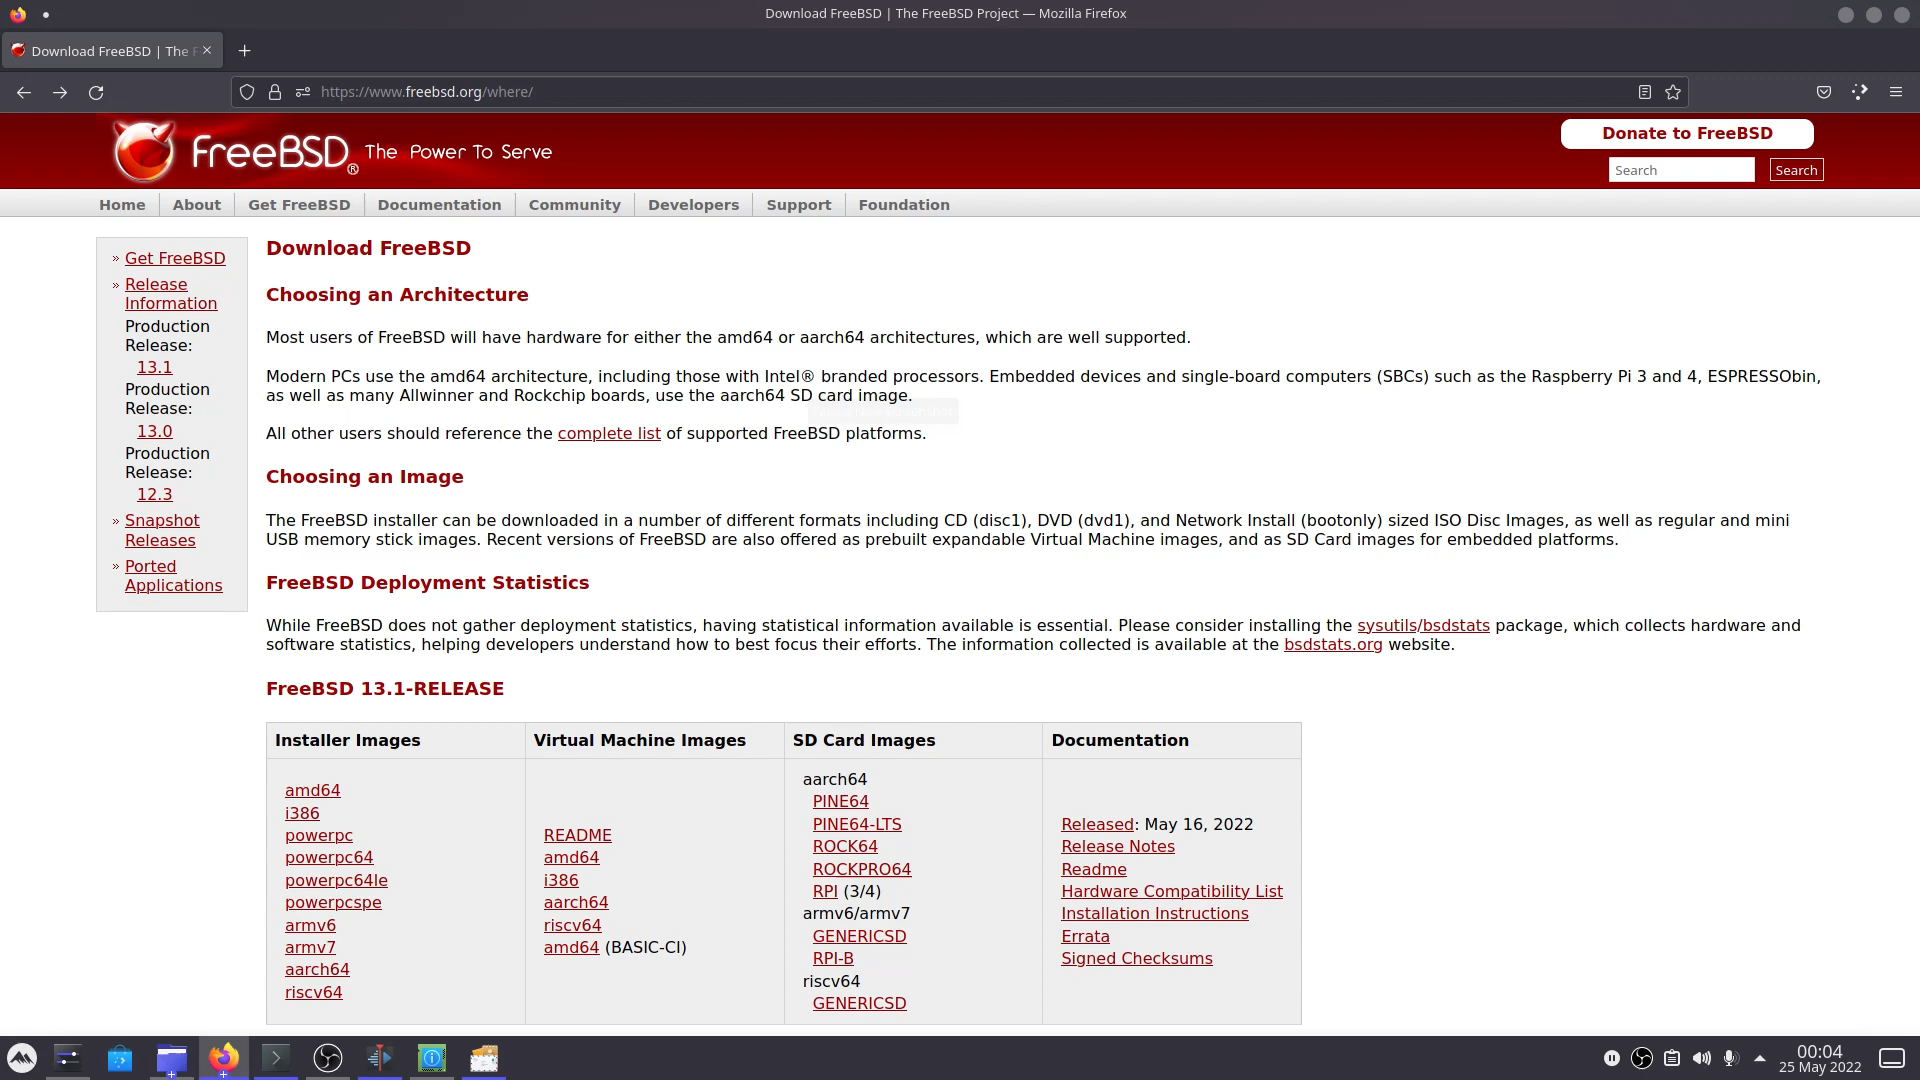 Download FreeBSD | The FreeBSD Project — Mozilla Firefox
Download FreeBSD | The F
https://www.freebsd.org/where/
FreeBSD® The Power To Serve
Donate to FreeBSD
Search
Search
Home
About
Get FreeBSD
Documentation
Community
Developers
Support
Foundation
» Get FreeBSD
» Release
Information
Production
Release:
13.1
Production
Release:
13.0
Production
Release:
12.3
» Snapshot
Releases
» Ported
Applications
Download FreeBSD
Choosing an Architecture
Most users of FreeBSD will have hardware for either the amd64 or aarch64 architectures, which are well supported.
Modern PCs use the amd64 architecture, including those with Intel® branded processors. Embedded devices and single-board computers (SBCs) such as the Raspberry Pi 3 and 4, ESPRESSObin,
as well as many Allwinner and Rockchip boards, use the aarch64 SD card image.
All other users should reference the complete list of supported FreeBSD platforms.
Choosing an Image
The FreeBSD installer can be downloaded in a number of different formats including CD (disc1), DVD (dvd1), and Network Install (bootonly) sized ISO Disc Images, as well as regular and mini
USB memory stick images. Recent versions of FreeBSD are also offered as prebuilt expandable Virtual Machine images, and as SD Card images for embedded platforms.
FreeBSD Deployment Statistics
While FreeBSD does not gather deployment statistics, having statistical information available is essential. Please consider installing the sysutils/bsdstats package, which collects hardware and
software statistics, helping developers understand how to best focus their efforts. The information collected is available at the bsdstats.org website.
FreeBSD 13.1-RELEASE
Installer Images
amd64
i386
powerpc
powerpc64
powerpc64le
powerpcspe
armv6
armv7
aarch64
riscv64
Virtual Machine Images
README
amd64
i386
aarch64
riscv64
amd64 (BASIC-CI)
SD Card Images
aarch64
PINE64
PINE64-LTS
ROCK64
ROCKPRO64
RPI (3/4)
armv6/armv7
GENERICSD
RPI-B
riscv64
GENERICSD
Documentation
Released: May 16, 2022
Release Notes
Readme
Hardware Compatibility List
Installation Instructions
Errata
Signed Checksums
00:04
25 May 2022